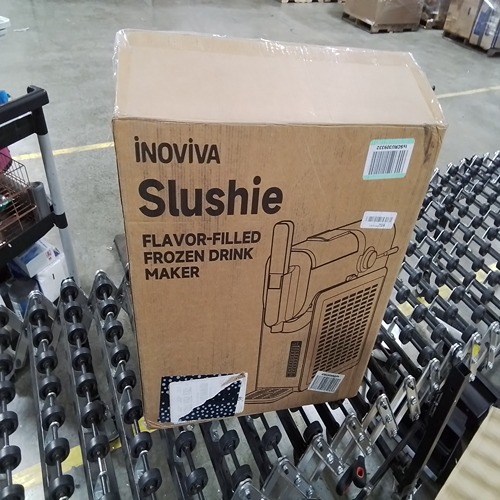 iNOVIVA
Slushie
FLAVOR-FILLED
FROZEN DRINK
MAKER